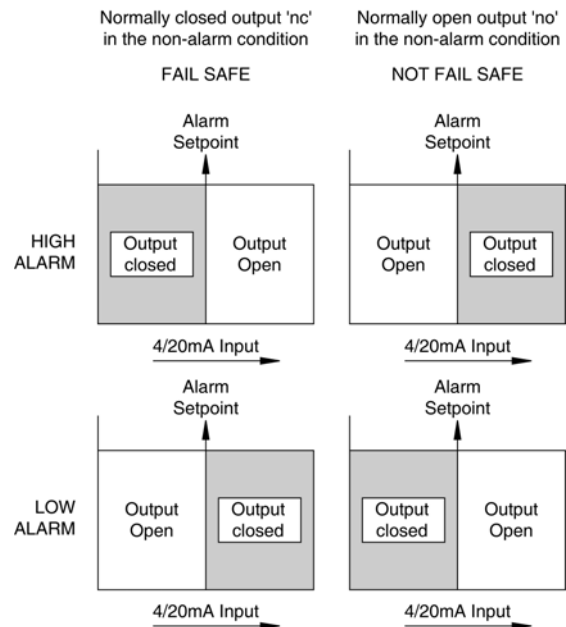 Normally closed output 'nc'
in the non-alarm condition
FAIL SAFE
Normally open output 'no'
in the non-alarm condition
NOT FAIL SAFE
HIGH
ALARM
Alarm
Setpoint
Output
closed
Output
Open
4/20mA Input
Alarm
Setpoint
Output
Open
Output
closed
4/20mA Input
LOW
ALARM
Alarm
Setpoint
Output
Open
Output
closed
4/20mA Input
Alarm
Setpoint
Output
closed
Output
Open
4/20mA Input